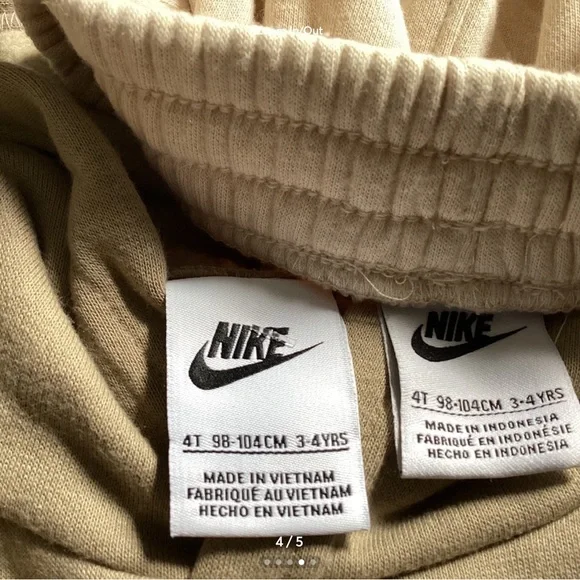 Out
NIKE
4T 98-104CM 3-4YRS
MADE IN VIETNAM
FABRIQUÉ AU VIETNAM
HECHO EN VIETNAM
NIKE
4T 98-104CM 3-4YRS
MADE IN INDONESIA
FABRIQUÉ EN INDONÉSIE
HECHO EN INDONESIA
4/5